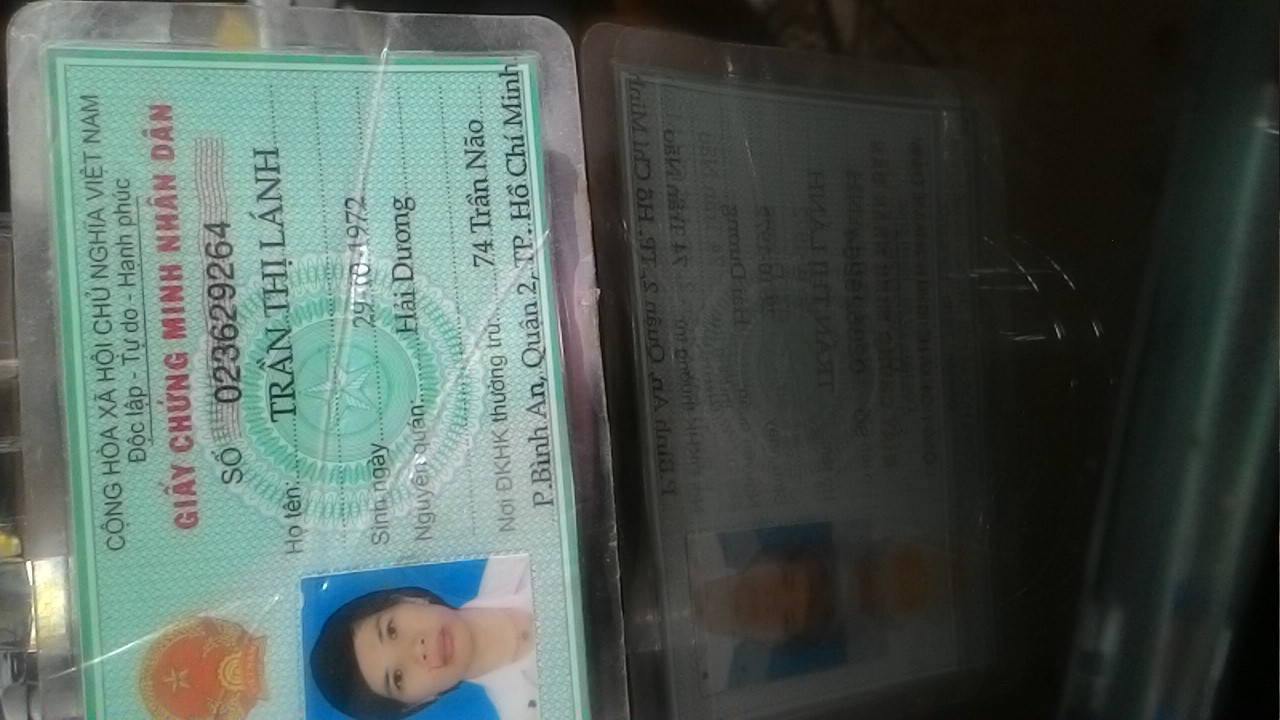 CỘNG HÒA XÃ HỘI CHỦ NGHĨA VIỆT NAM
Độc lập - Tự do - Hạnh phúc
GIẤY CHỨNG MINH NHÂN DÂN
SỐ 023629264
Họ tên: TRẦN THỊ LÁNH
Sinh ngày 29-10-1972
Nguyên quán: Hải Dương
Nơi ĐKHK thường trú: 74 Trần Não
P.Bình An, Quận 2, TP. Hồ Chí Minh